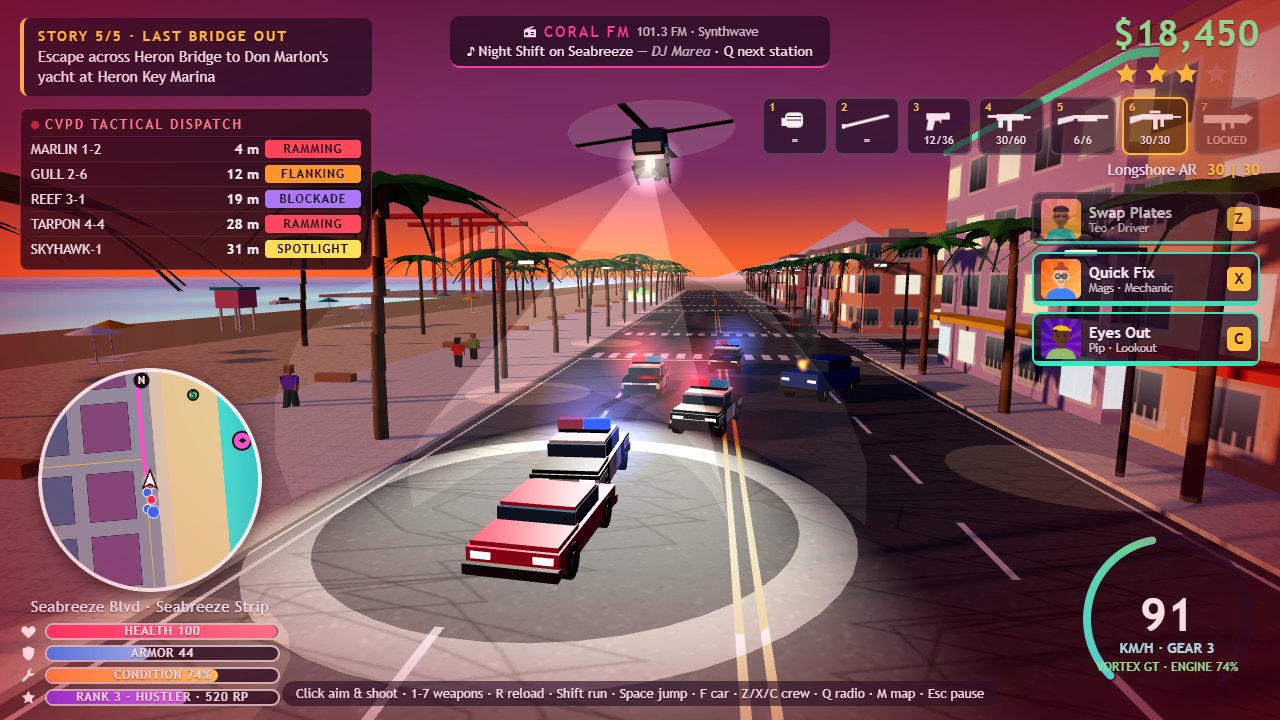 STORY 5/5 · LAST BRIDGE OUT
Escape across Heron Bridge to Don Marlon's
yacht at Heron Key Marina
CVPD TACTICAL DISPATCH
MARLIN 1-2 4 m RAMMING
GULL 2-6 12 m FLANKING
REEF 3-1 19 m BLOCKADE
TARPON 4-4 28 m RAMMING
SKYHAWK-1 31 m SPOTLIGHT
CORAL FM 101.3 FM · Synthwave
♪ Night Shift on Seabreeze — DJ Marea · Q next station
$18,450
1 ∞
2 ∞
3 12/36
4 30/60
5 6/6
6 30/30
7 LOCKED
Longshore AR 30 | 30
Swap Plates
Teo · Driver
Z
Quick Fix
Mags · Mechanic
X
Eyes Out
Pip · Lookout
C
N
S
Seabreeze Blvd · Seabreeze Strip
HEALTH 100
ARMOR 44
CONDITION 74%
RANK 3 · HUSTLER · 520 RP
Click aim & shoot · 1-7 weapons · R reload · Shift run · Space jump · F car · Z/X/C crew · Q radio · M map · Esc pause
91
KM/H · GEAR 3
VORTEX GT · ENGINE 74%